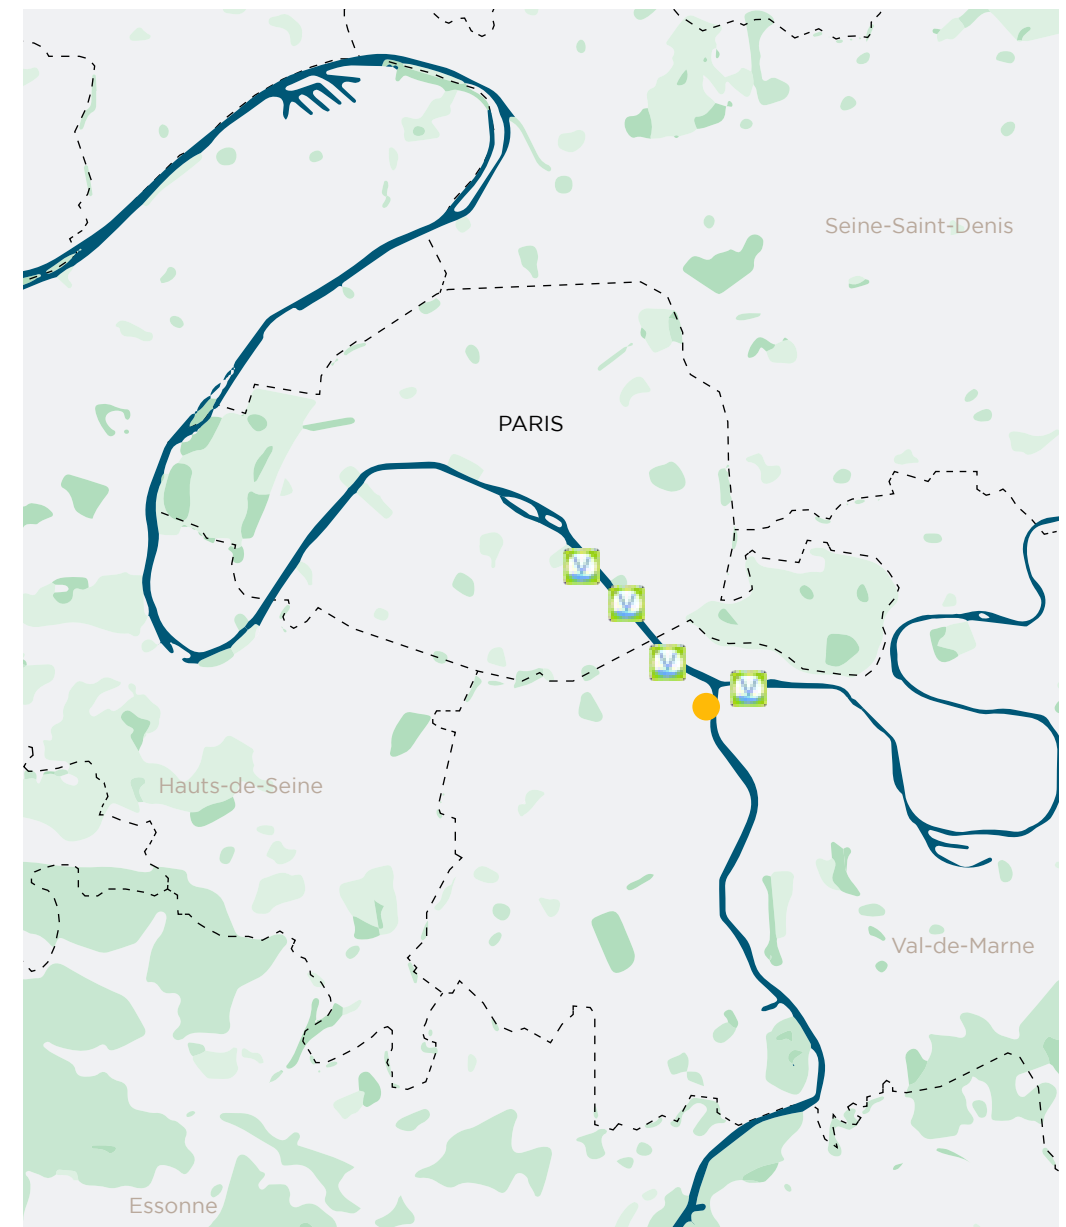 Seine-Saint-Denis
PARIS
V
V
V
V
Hauts-de-Seine
Val-de-Marne
Essonne